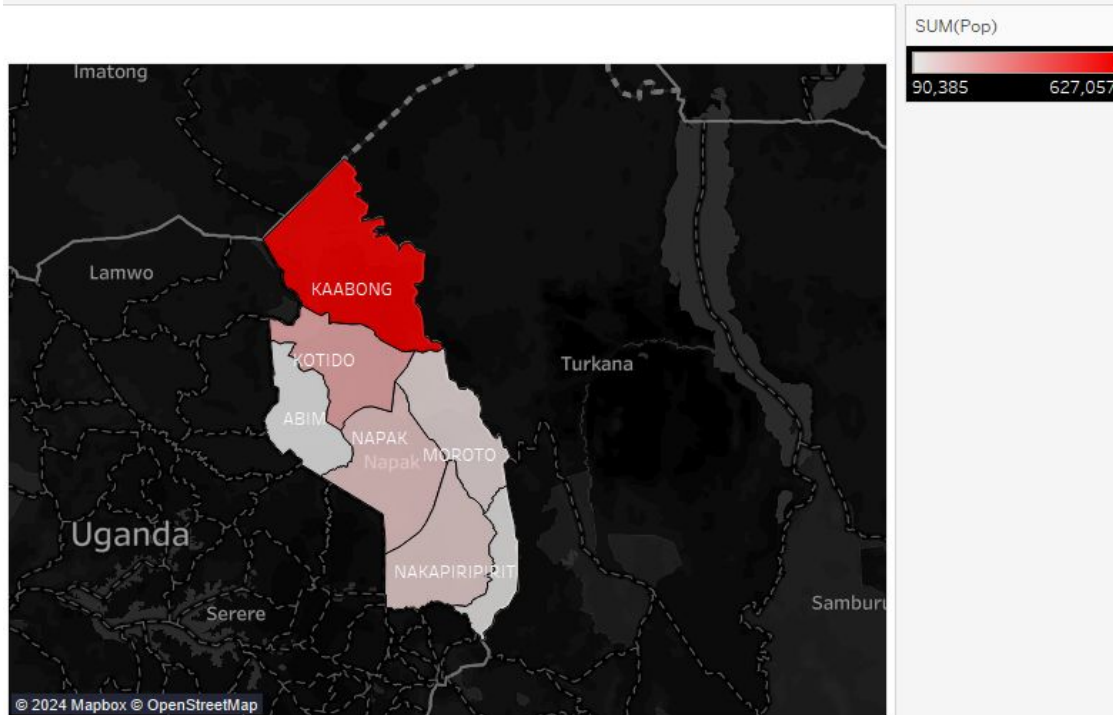 SUM(Pop)
90,385 627,057
Imatong
Lamwo
KAABONG
KOTIDO
Turkana
ABIM
NAPAK
Napak
MOROTO
Uganda
NAKAPIRIPIRIT
Serere
Samburu
© 2024 Mapbox © OpenStreetMap